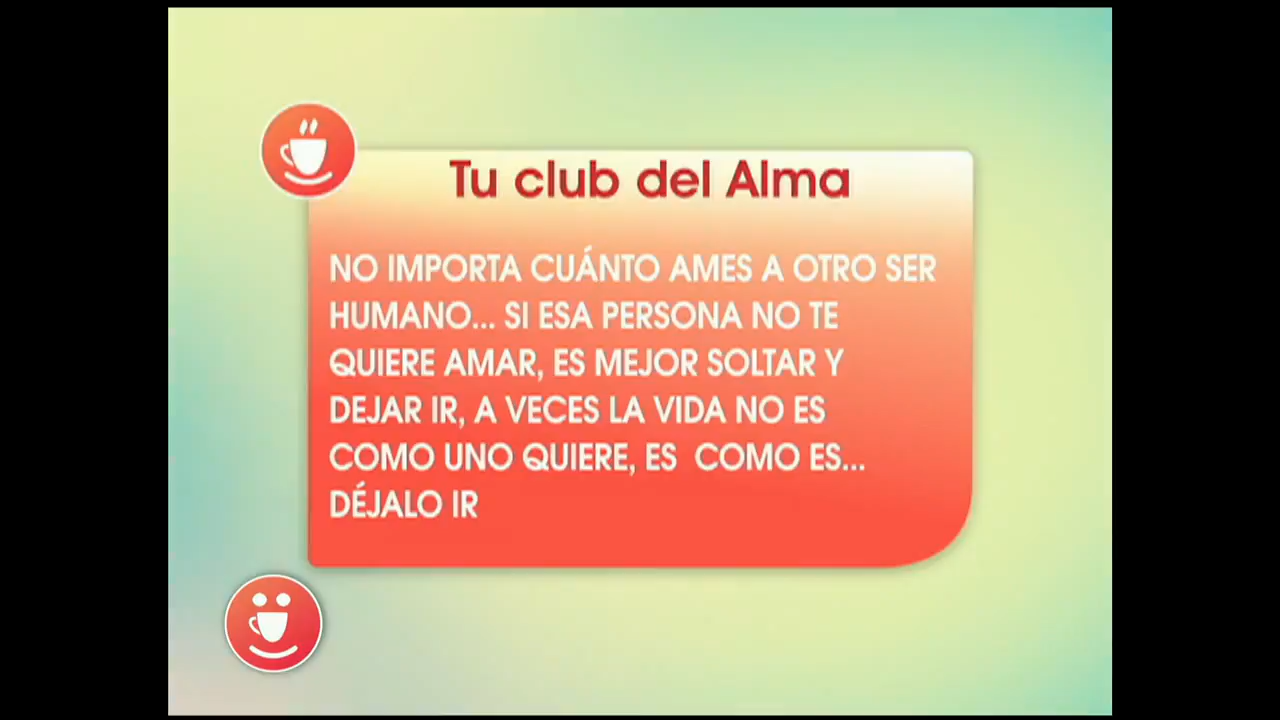 Tu club del Alma
NO IMPORTA CUÁNTO AMES A OTRO SER
HUMANO... SI ESA PERSONA NO TE
QUIERE AMAR, ES MEJOR SOLTAR Y
DEJAR IR, A VECES LA VIDA NO ES
COMO UNO QUIERE, ES  COMO ES...
DÉJALO IR